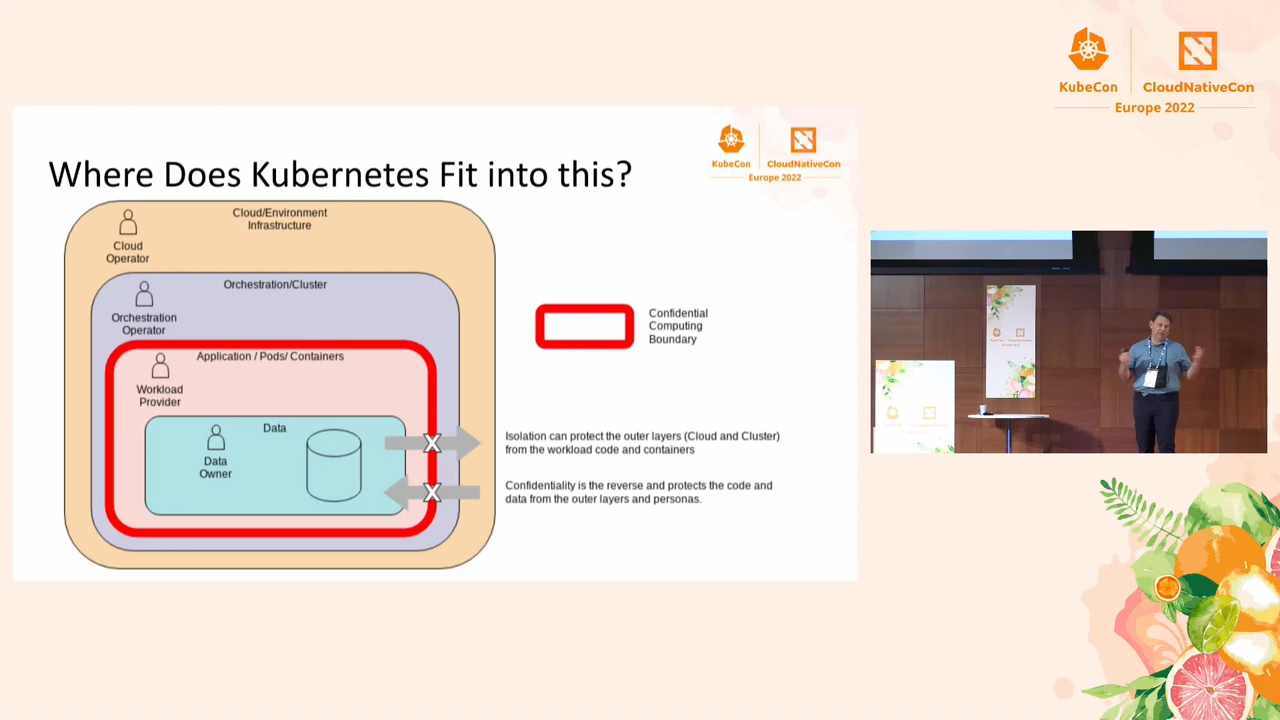 KubeCon
CloudNativeCon
Europe 2022
KubeCon
CloudNativeCon
Europe 2022
Where Does Kubernetes Fit into this?
Cloud/Environment
Infrastructure
Cloud
Operator
Orchestration/Cluster
Orchestration
Operator
Application / Pods/ Containers
Workload
Provider
Data
Data
Owner
X
X
Confidential
Computing
Boundary
Isolation can protect the outer layers (Cloud and Cluster)
from the workload code and containers
Confidentiality is the reverse and protects the code and
data from the outer layers and personas.